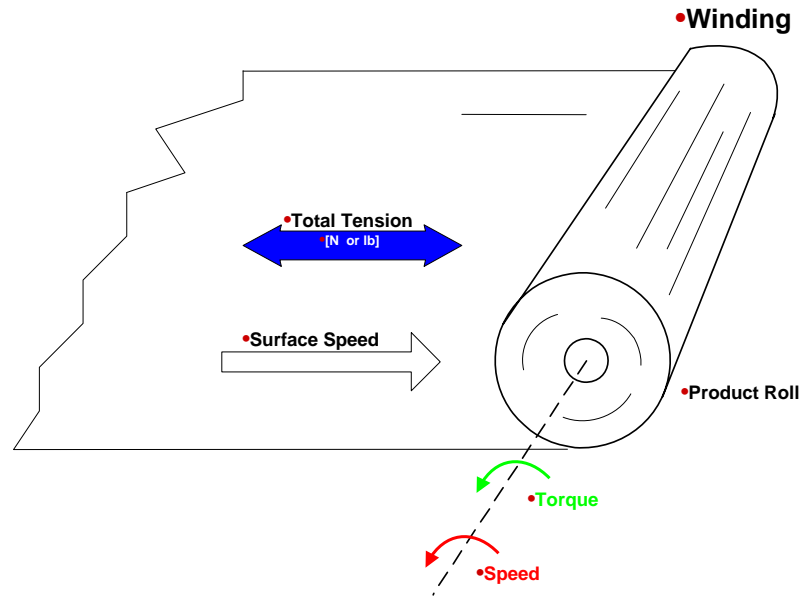 •Winding
•Total Tension
•[N or lb]
•Surface Speed
•Product Roll
•Torque
•Speed